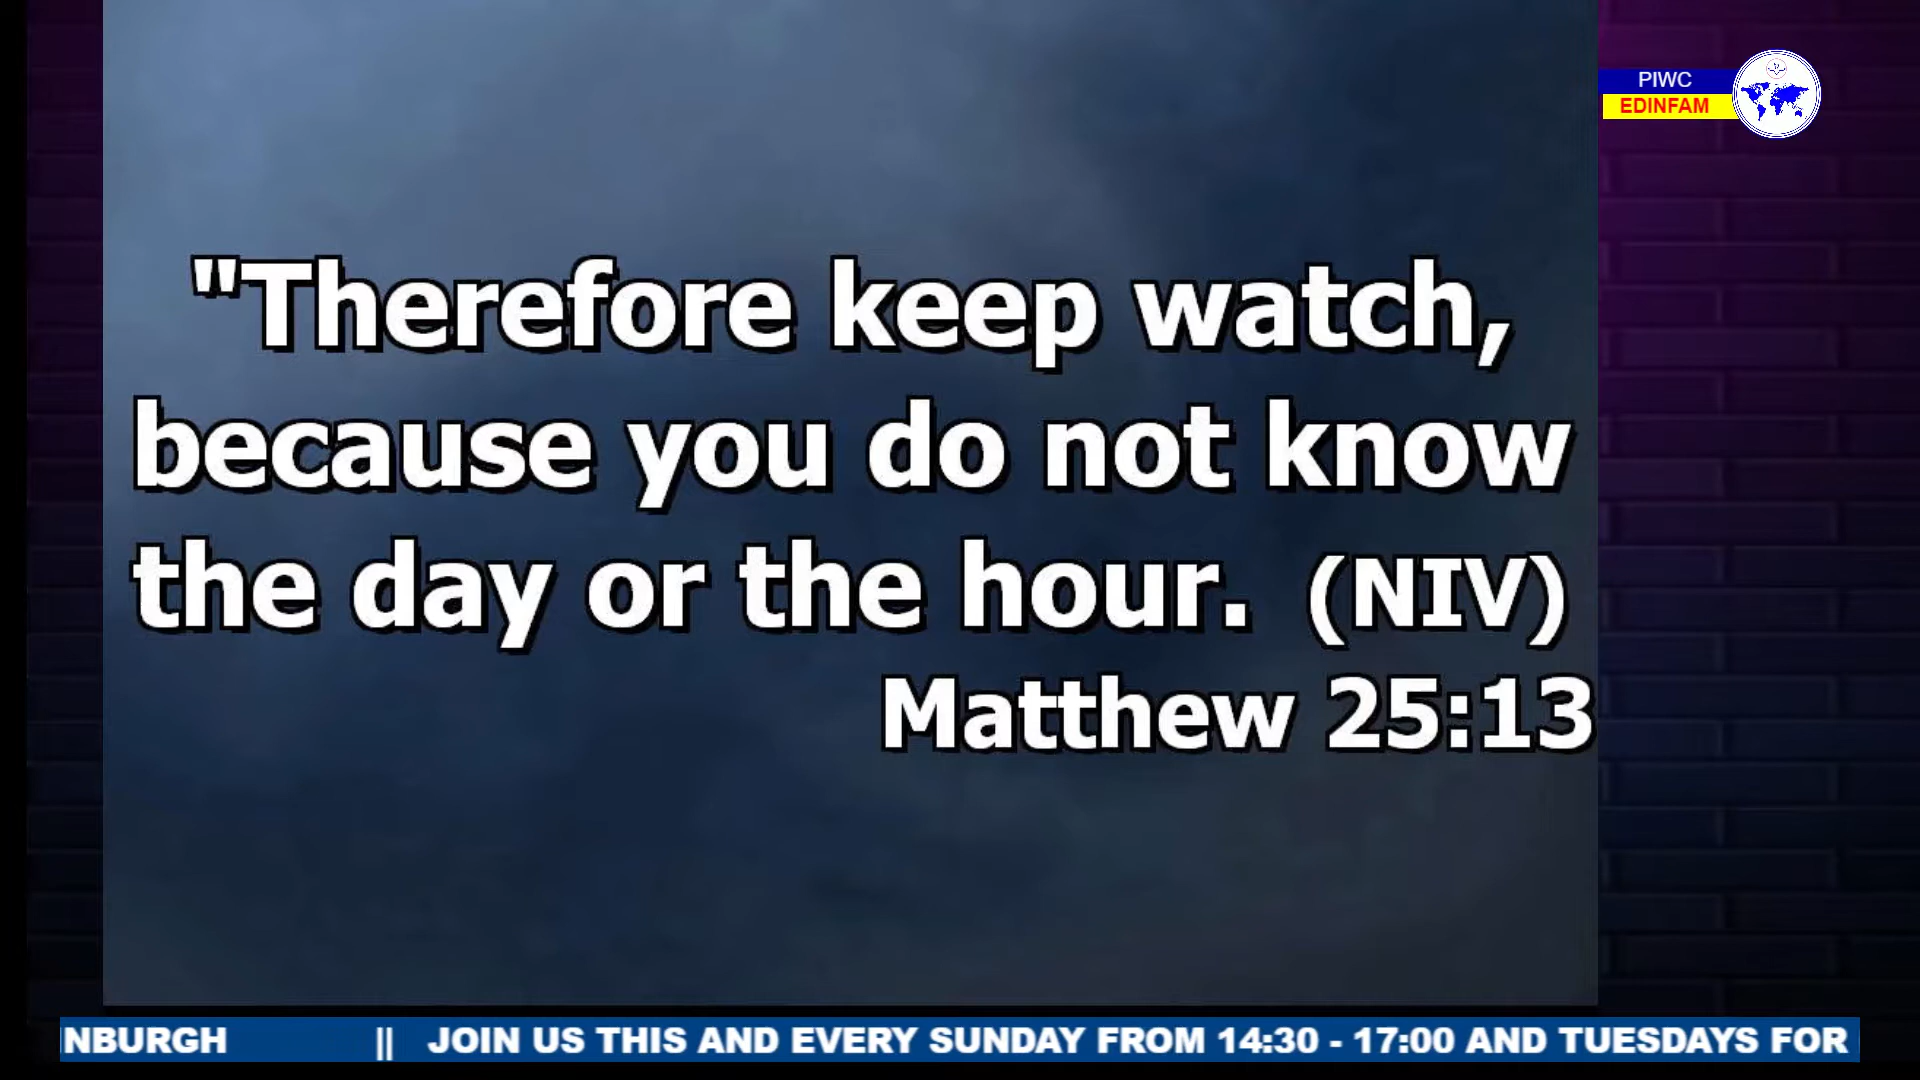 PIWC
EDINFAM
"Therefore keep watch,
because you do not know
the day or the hour. (NIV)
Matthew 25:13
NBURGH || JOIN US THIS AND EVERY SUNDAY FROM 14:30 - 17:00 AND TUESDAYS FOR